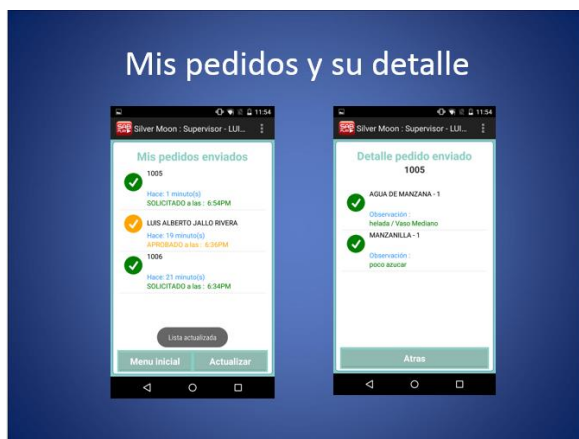 Mis pedidos y su detalle
11:54
Silver Moon : Supervisor - LUI...
Mis pedidos enviados
1005
Hace: 1 minuto(s)
SOLICITADO a las : 6:54PM
LUIS ALBERTO JALLO RIVERA
Hace: 19 minuto(s)
APROBADO a las : 6:36PM
1006
Hace: 21 minuto(s)
SOLICITADO a las : 6:34PM
Lista actualizada
Menu inicial
Actualizar
11:54
Silver Moon : Supervisor - LUI...
Detalle pedido enviado
1005
AGUA DE MANZANA - 1
Observación :
helada / Vaso Mediano
MANZANILLA - 1
Observación :
poco azucar
Atras